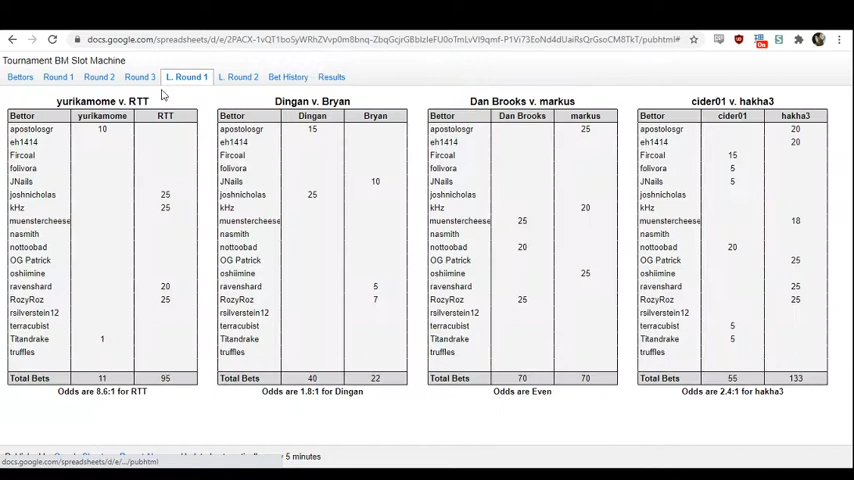 docs.google.com/spreadsheets/d/e/2PACX-1vQT1boSyWRhZVvp0m8bnq-ZbqGcjrGBlzIeFU0oTmLvVI9wqf-P1Vi73EoNd4dUaiRsQrGsoCM8TkT/pubhtml#
On
Tournament BM Slot Machine
Bettors Round 1 Round 2 Round 3 L. Round 1 L. Round 2 Bet History Results
yurikamome v. RTT Dingan v. Bryan Dan Brooks v. markus cider01 v. hakha3
Bettor yurikamome RTT Bettor Dingan Bryan Bettor Dan Brooks markus Bettor cider01 hakha3
apostolosgr 10 apostolosgr 15 apostolosgr 25 apostolosgr 20
eh1414 eh1414 eh1414 eh1414 20
Fircoal Fircoal Fircoal Fircoal 15
folivora folivora folivora folivora 5
JNails JNails 10 JNails JNails 5
joshnicholas 25 joshnicholas 25 joshnicholas joshnicholas
kHz 25 kHz kHz 20 kHz
muenstercheese muenstercheese muenstercheese 25 muenstercheese 18
nasmith nasmith nasmith nasmith
nottoobad nottoobad nottoobad 20 nottoobad 20
OG Patrick OG Patrick OG Patrick OG Patrick 25
oshiimine oshiimine oshiimine 25 oshiimine
ravenshard 20 ravenshard 5 ravenshard ravenshard 25
RozyRoz 25 RozyRoz 7 RozyRoz 25 RozyRoz 25
rsilverstein12 rsilverstein12 rsilverstein12 rsilverstein12
terracubist terracubist terracubist terracubist 5
Titandrake 1 Titandrake Titandrake Titandrake 5
truffles truffles truffles truffles
Total Bets 11 95 Total Bets 40 22 Total Bets 70 70 Total Bets 55 133
Odds are 8.6:1 for RTT Odds are 1.8:1 for Dingan Odds are Even Odds are 2.4:1 for hakha3
5 minutes
docs.google.com/spreadsheets/d/e/.../pubhtml